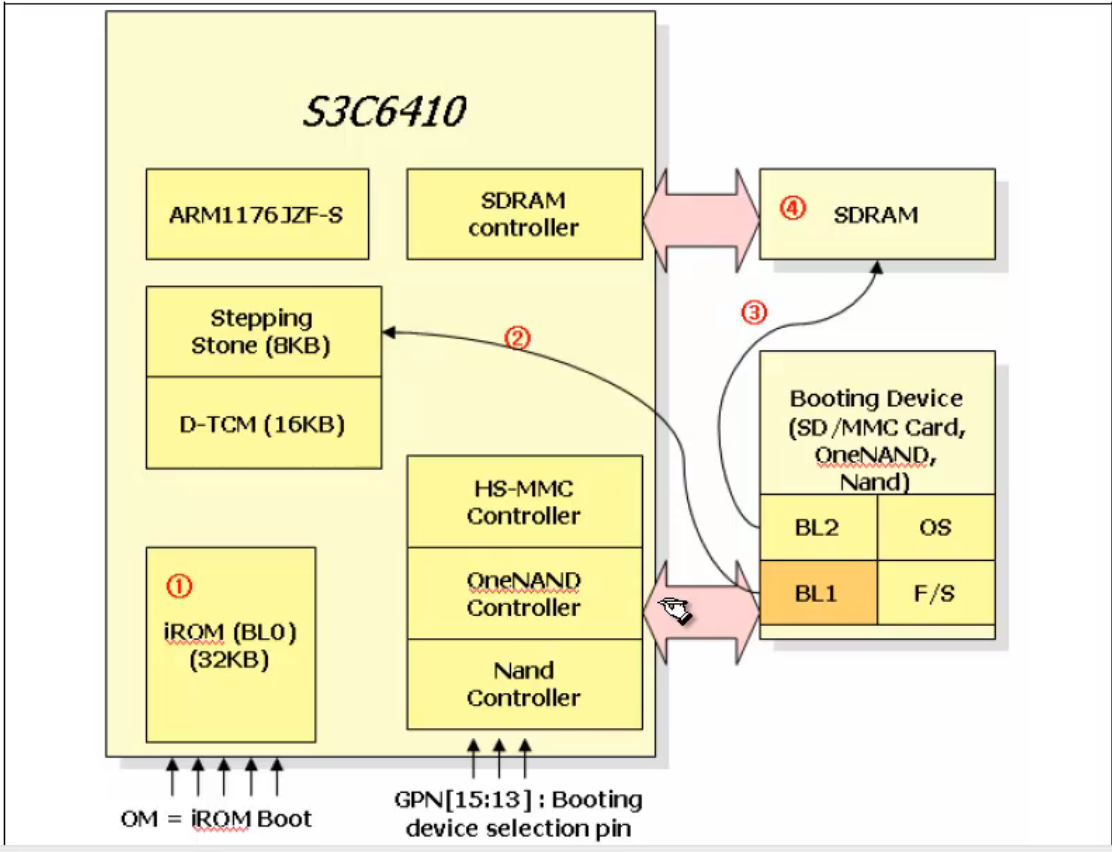 S3C6410
ARM1176JZF-S
SDRAM
controller
④
SDRAM
Stepping
Stone (8KB)
②
③
D-TCM (16KB)
Booting Device
(SD/MMC Card,
OneNAND,
Nand)
HS-MMC
Controller
BL2
OS
①
iROM (BL0)
(32KB)
OneNAND
Controller
BL1
F/S
Nand
Controller
OM = iROM Boot
GPN[15:13] : Booting
device selection pin